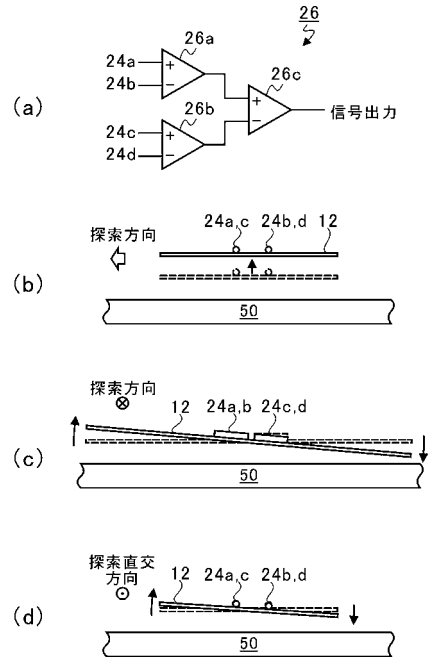 26
26a
24a
24b
26c
(a)
信号出力
26b
24c
24d
24a,c 24b,d 12
探索方向
(b)
50
探索方向
12 24a,b 24c,d
(c)
50
探索直交
方向
12 24a,c 24b,d
(d)
50